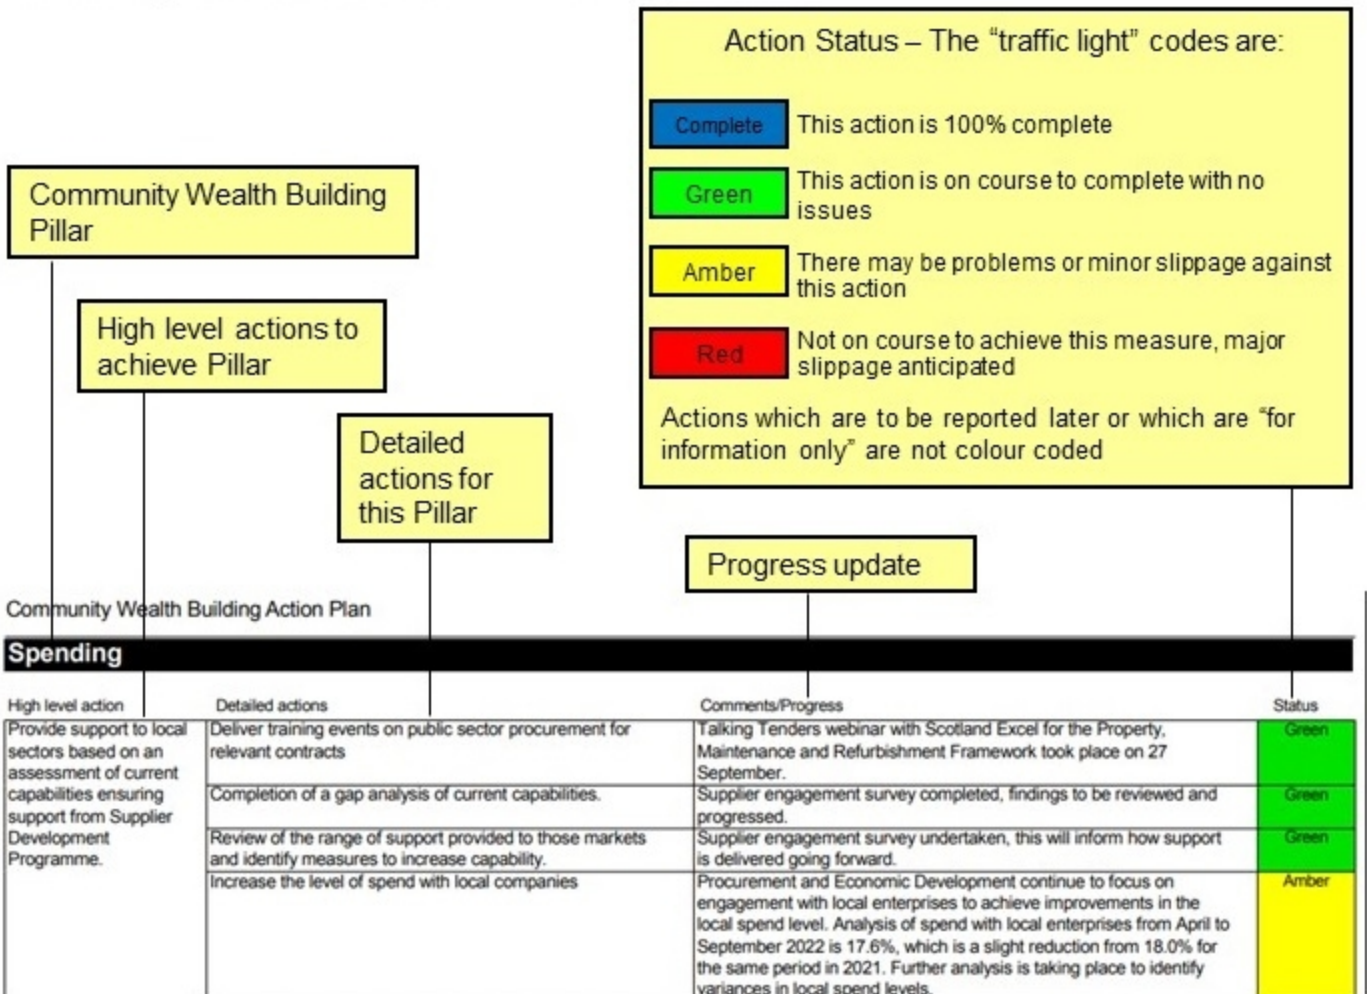 Action Status – The “traffic light” codes are:
Complete
This action is 100% complete
Green
This action is on course to complete with no
issues
Amber
There may be problems or minor slippage against
this action
Red
Not on course to achieve this measure, major
slippage anticipated
Actions which are to be reported later or which are “for
information only” are not colour coded
Community Wealth Building
Pillar
High level actions to
achieve Pillar
Detailed
actions for
this Pillar
Progress update
Community Wealth Building Action Plan
Spending
High level action
Detailed actions
Comments/Progress
Status
Provide support to local
sectors based on an
assessment of current
capabilities ensuring
support from Supplier
Development
Programme.
Deliver training events on public sector procurement for
relevant contracts
Talking Tenders webinar with Scotland Excel for the Property,
Maintenance and Refurbishment Framework took place on 27
September.
Green
Completion of a gap analysis of current capabilities.
Supplier engagement survey completed, findings to be reviewed and
progressed.
Green
Review of the range of support provided to those markets
and identify measures to increase capability.
Supplier engagement survey undertaken, this will inform how support
is delivered going forward.
Green
Increase the level of spend with local companies
Procurement and Economic Development continue to focus on
engagement with local enterprises to achieve improvements in the
local spend level. Analysis of spend with local enterprises from April to
September 2022 is 17.6%, which is a slight reduction from 18.0% for
the same period in 2021. Further analysis is taking place to identify
variances in local spend levels.
Amber